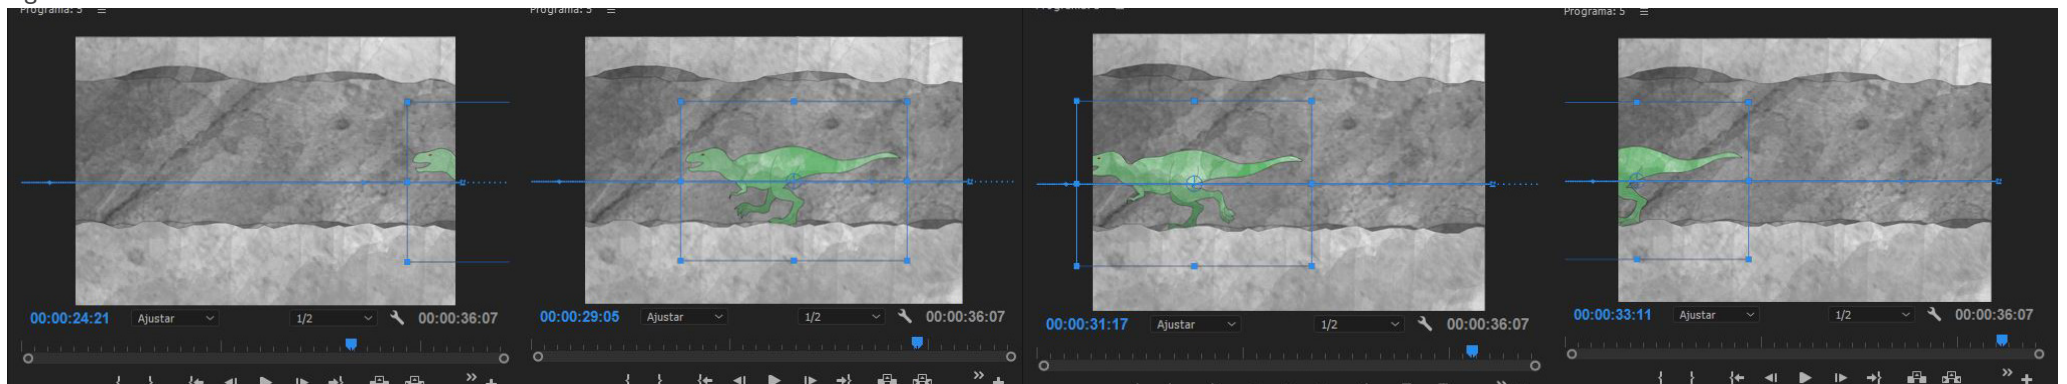 Programa: 5
Programa: 5
Programa: 5
00:00:24:21 Ajustar 1/2 00:00:36:07
00:00:29:05 Ajustar 1/2 00:00:36:07
00:00:31:17 Ajustar 1/2 00:00:36:07
00:00:33:11 Ajustar 1/2 00:00:36:07